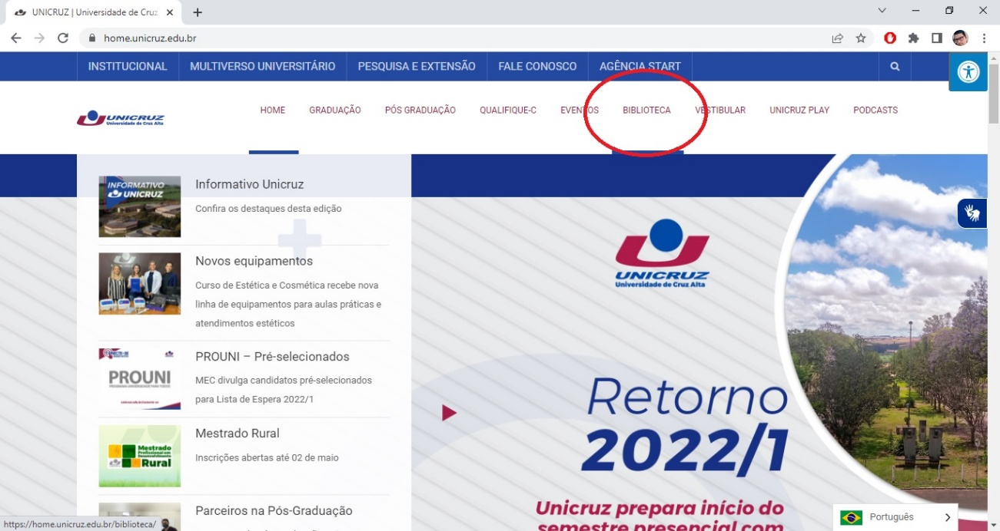 UNICRUZ | Universidade de Cruz
home.unicruz.edu.br
INSTITUCIONAL MULTIVERSO UNIVERSITÁRIO PESQUISA E EXTENSÃO FALE CONOSCO AGÊNCIA START
UNICRUZ
Universidade de Cruz Alta
HOME GRADUAÇÃO PÓS GRADUAÇÃO QUALIFIQUE-C EVENTOS BIBLIOTECA VESTIBULAR UNICRUZ PLAY PODCASTS
INFORMATIVO
UNICRUZ
Informativo Unicruz
Confira os destaques desta edição
Novos equipamentos
Curso de Estética e Cosmética recebe nova
linha de equipamentos para aulas práticas e
atendimentos estéticos
PROUNI
PROUNI – Pré-selecionados
MEC divulga candidatos pré-selecionados
para Lista de Espera 2022/1
Mestrado
Profissional em
Desenvolvimento
Rural
Mestrado Rural
Inscrições abertas até 02 de maio
Parceiros na Pós-Graduação
UNICRUZ
Universidade de Cruz Alta
Retorno
2022/1
Unicruz prepara início do
semestre presencial com
Português
https://home.unicruz.edu.br/biblioteca/